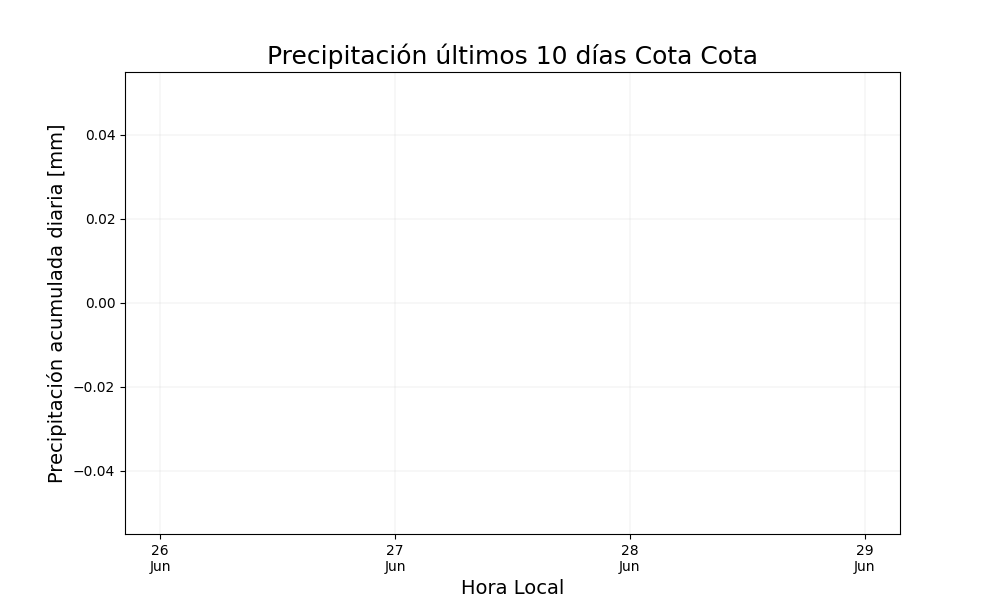 Precipitación últimos 10 días Cota Cota
Precipitación acumulada diaria [mm]
0.04
0.02
0.00
−0.02
−0.04
26
Jun
27
Jun
28
Jun
29
Jun
Hora Local